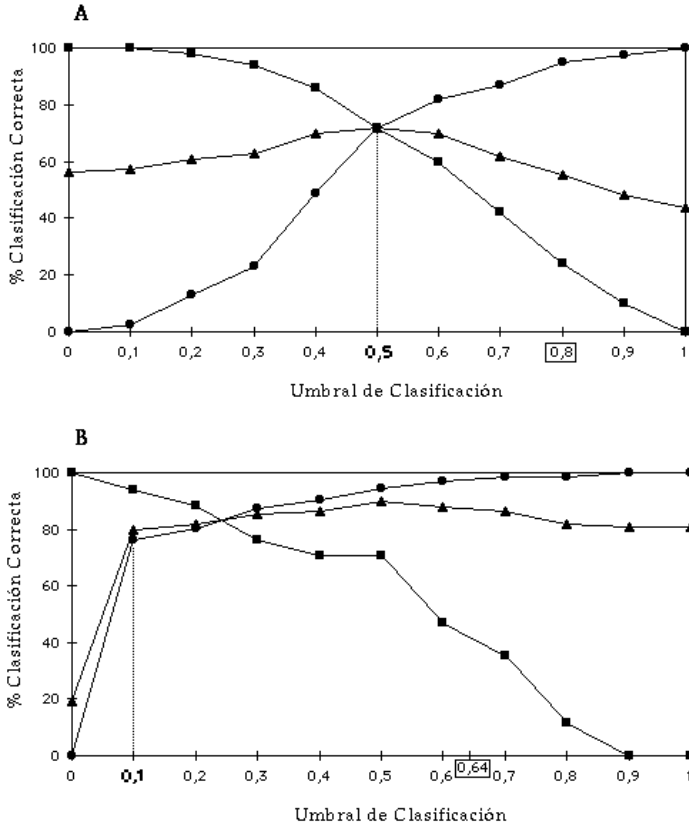 A
100
80
60
40
20
0
% Clasificación Correcta
0 0,1 0,2 0,3 0,4 0,5 0,6 0,7 0,8 0,9 1
Umbral de Clasificación
B
100
80
60
40
20
0
% Clasificación Correcta
0 0,1 0,2 0,3 0,4 0,5 0,6 0,64 0,7 0,8 0,9 1
Umbral de Clasificación